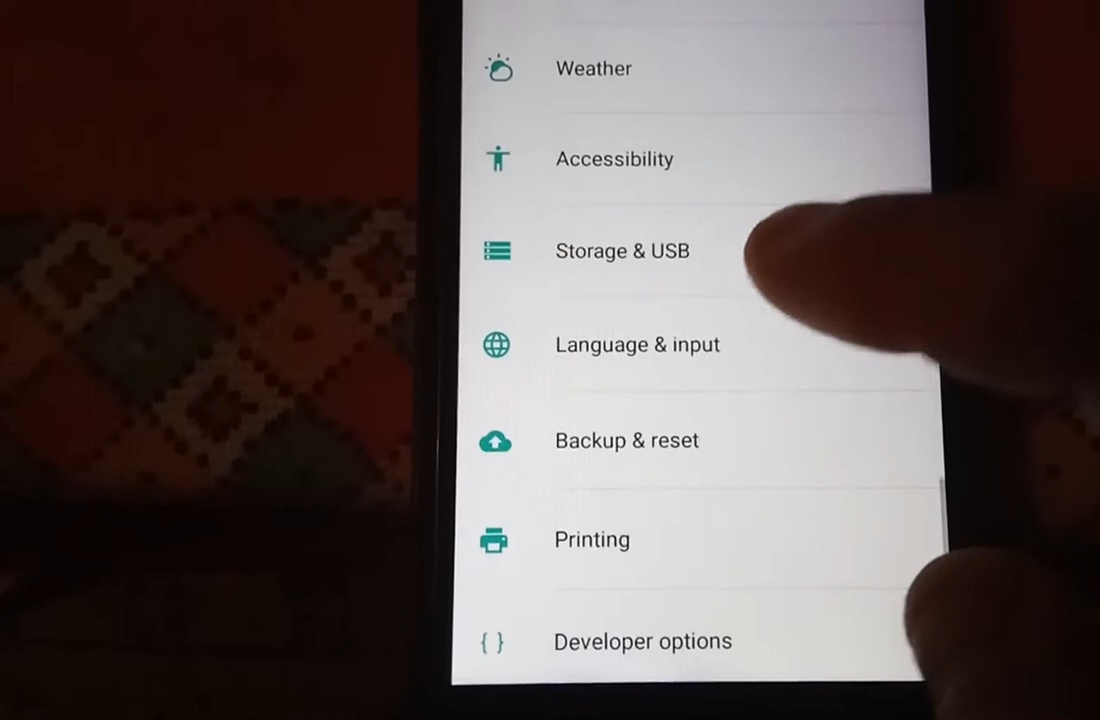 Weather
Accessibility
Storage & USB
Language & input
Backup & reset
Printing
Developer options